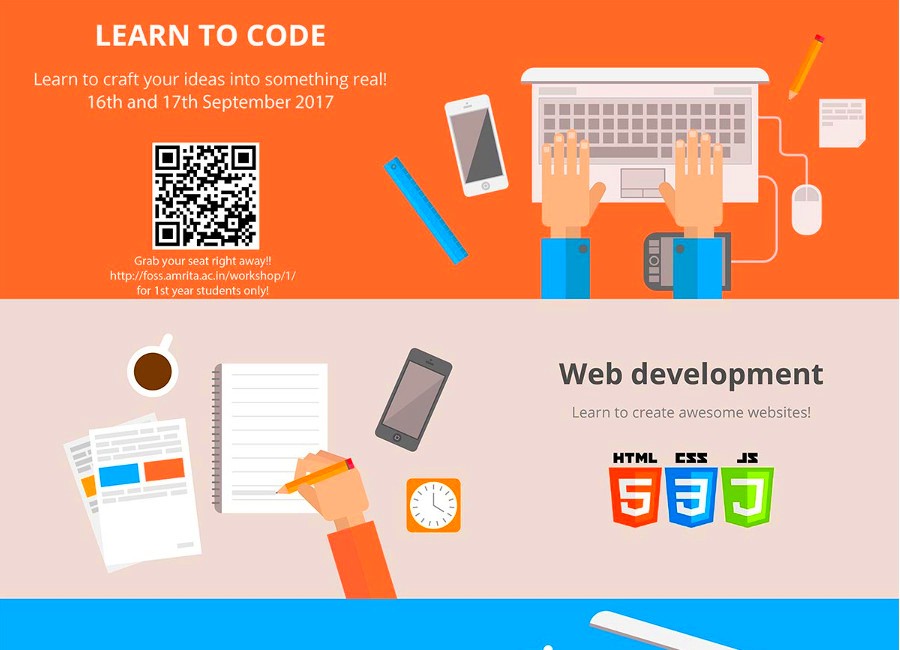 LEARN TO CODE
Learn to craft your ideas into something real!
16th and 17th September 2017
Grab your seat right away!!
http://foss.amrita.ac.in/workshop/1/
for 1st year students only!
Web development
Learn to create awesome websites!
HTML CSS JS
5 3 J